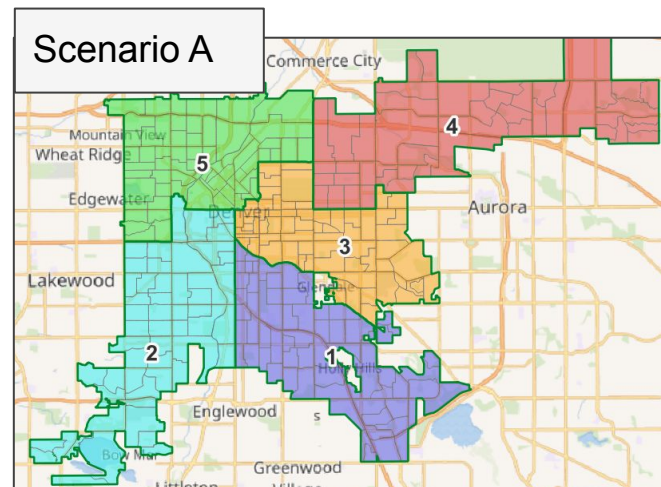 Scenario A
Commerce City
Mountain View
Wheat Ridge
4
5
Edgewater
Denver
Aurora
3
Lakewood
Glendale
2
1
Holly Hills
Englewood
s
Bow Mar
Greenwood
Village
Littleton